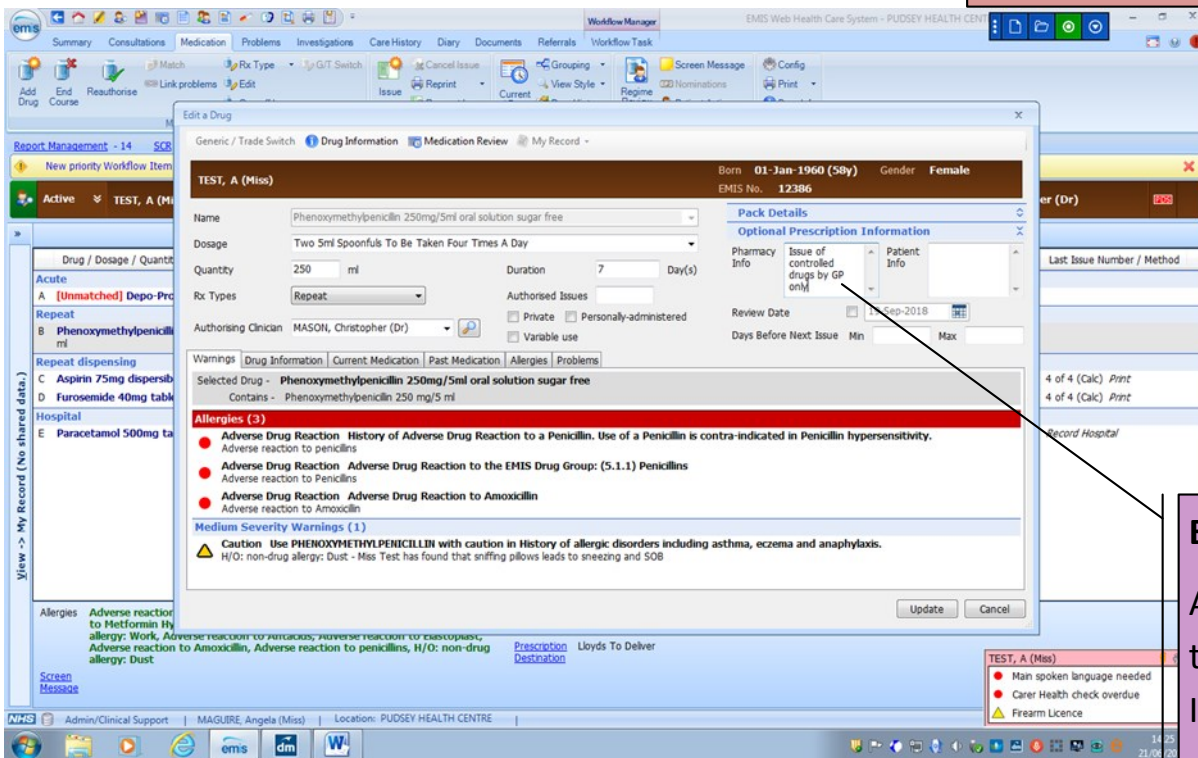 ems
Workflow Manager
EMIS Web Health Care System - PUDSEY HEALTH CENT
Summary Consultations Medication Problems Investigations Care History Diary Documents Referrals Workflow Task
Match Rx Type G/T Switch Cancel Issue Grouping Screen Message Config
Link problems Edit Reprint View Style Nominations Print
Add Drug End Course Reauthorise Issue Current Regime
Edit a Drug
Generic / Trade Switch Drug Information Medication Review My Record
Report Management - 14 SCR
New priority Workflow Item
TEST, A (Miss) Born 01-Jan-1960 (58y) Gender Female
EMIS No. 12386
Active TEST, A (Mi er (Dr)
Name Phenoxymethylpenicillin 250mg/5ml oral solution sugar free
Dosage Two 5ml Spoonfuls To Be Taken Four Times A Day
Quantity 250 ml Duration 7 Day(s)
Rx Types Repeat Authorised Issues
Private Personally-administered
Authorising Clinician MASON, Christopher (Dr) Variable use
Pack Details
Optional Prescription Information
Pharmacy Info Issue of controlled drugs by GP only Patient Info
Review Date Sep-2018
Days Before Next Issue Min Max
Warnings Drug Information Current Medication Past Medication Allergies Problems
Selected Drug - Phenoxymethylpenicillin 250mg/5ml oral solution sugar free
Contains - Phenoxymethylpenicillin 250 mg/5 ml
Allergies (3)
Adverse Drug Reaction History of Adverse Drug Reaction to a Penicillin. Use of a Penicillin is contra-indicated in Penicillin hypersensitivity.
Adverse reaction to penicillins
Adverse Drug Reaction Adverse Drug Reaction to the EMIS Drug Group: (5.1.1) Penicillins
Adverse reaction to Penicillins
Adverse Drug Reaction Adverse Drug Reaction to Amoxicillin
Adverse reaction to Amoxicillin
Medium Severity Warnings (1)
Caution Use PHENOXYMETHYLPENICILLIN with caution in History of allergic disorders including asthma, eczema and anaphylaxis.
H/O: non-drug allergy: Dust - Miss Test has found that sniffing pillows leads to sneezing and SOB
Update Cancel
Drug / Dosage / Quantit Last Issue Number / Method
Acute
A [Unmatched] Depo-Pro
Repeat
B Phenoxymethylpenicilli
ml
Repeat dispensing
C Aspirin 75mg dispersib 4 of 4 (Calc) Print
D Furosemide 40mg table 4 of 4 (Calc) Print
Hospital
E Paracetamol 500mg ta Record Hospital
View -> My Record (No shared data.)
Allergies Adverse reaction
to Metformin Hy
allergy: Work, Adverse reaction to Antacids, Adverse reaction to Elastoplast,
Adverse reaction to Amoxicillin, Adverse reaction to penicillins, H/O: non-drug
allergy: Dust
Prescription Destination Lloyds To Deliver
Screen
Message
TEST, A (Miss)
Main spoken language needed
Carer Health check overdue
Firearm Licence
NHS Admin/Clinical Support MAGUIRE, Angela (Miss) Location: PUDSEY HEALTH CENTRE
emis dm W